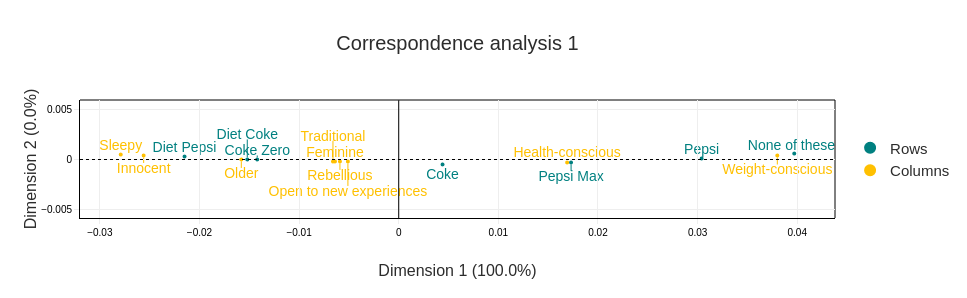 Correspondence analysis 1
Dimension 2 (0.0%)
0.005
0
−0.005
Sleepy
Innocent
Diet Pepsi
Diet Coke
Coke Zero
Older
Traditional
Feminine
Rebellious
Open to new experiences
Coke
Health-conscious
Pepsi Max
Pepsi
None of these
Weight-conscious
Rows
Columns
−0.03
−0.02
−0.01
0
0.01
0.02
0.03
0.04
Dimension 1 (100.0%)